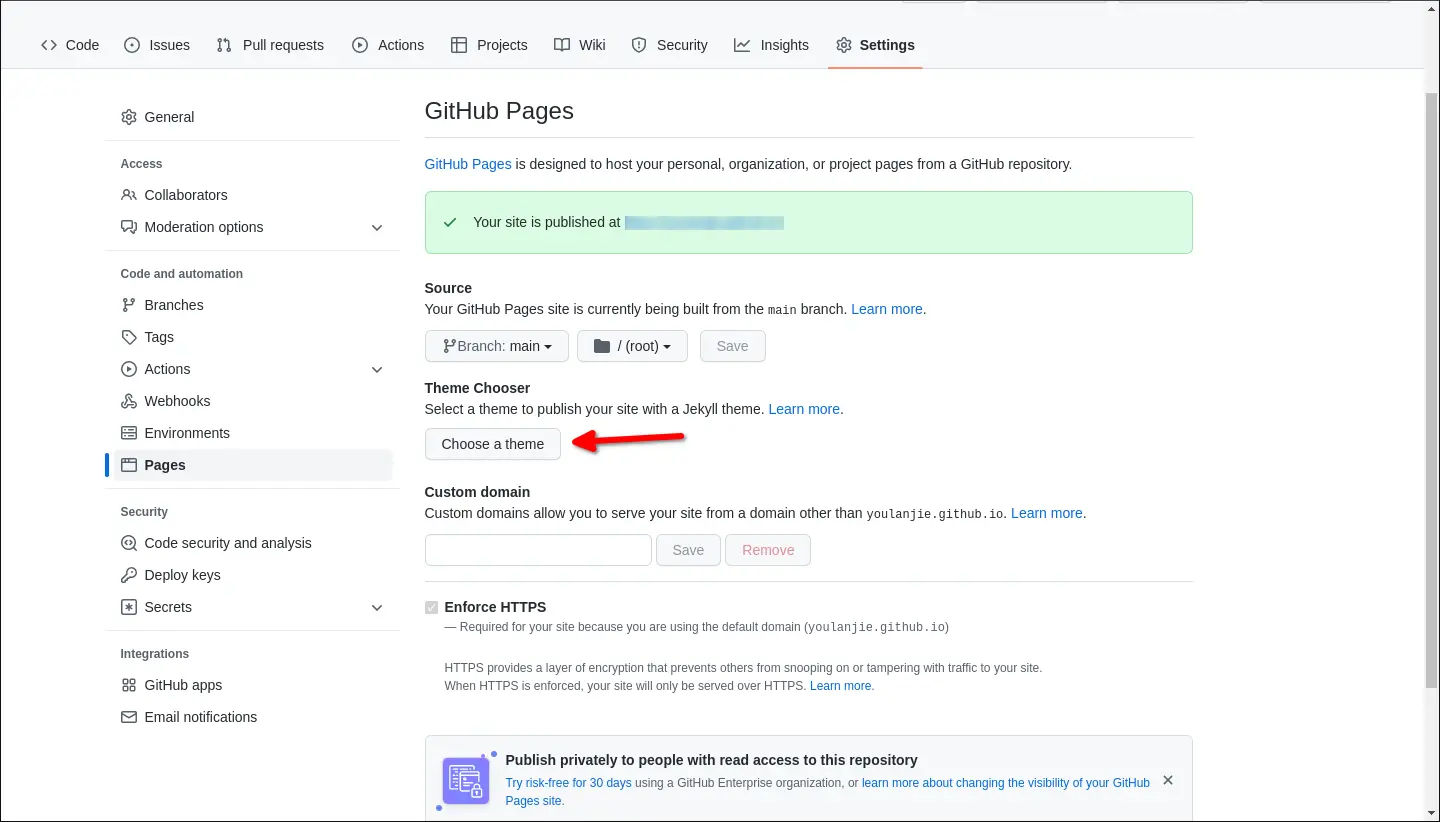 Code Issues Pull requests Actions Projects Wiki Security Insights Settings
General
Access
Collaborators
Moderation options
Code and automation
Branches
Tags
Actions
Webhooks
Environments
Pages
Security
Code security and analysis
Deploy keys
Secrets
Integrations
GitHub apps
Email notifications
GitHub Pages
GitHub Pages is designed to host your personal, organization, or project pages from a GitHub repository.
Your site is published at
Source
Your GitHub Pages site is currently being built from the main branch. Learn more.
Branch: main / (root) Save
Theme Chooser
Select a theme to publish your site with a Jekyll theme. Learn more.
Choose a theme
Custom domain
Custom domains allow you to serve your site from a domain other than youlanjie.github.io. Learn more.
Save Remove
Enforce HTTPS
— Required for your site because you are using the default domain (youlanjie.github.io)
HTTPS provides a layer of encryption that prevents others from snooping on or tampering with traffic to your site.
When HTTPS is enforced, your site will only be served over HTTPS. Learn more.
Publish privately to people with read access to this repository
Try risk-free for 30 days using a GitHub Enterprise organization, or learn more about changing the visibility of your GitHub
Pages site.